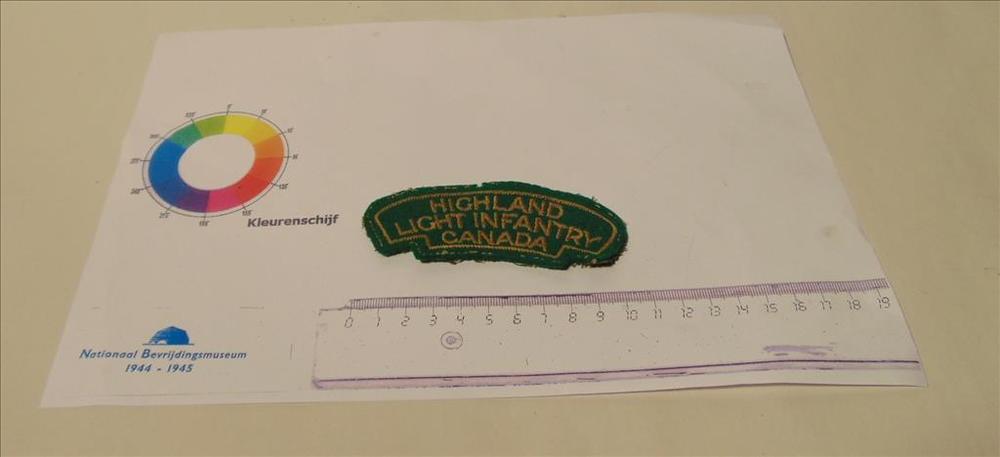 Kleurenschijf
HIGHLAND
LIGHT INFANTRY
CANADA
0 1 2 3 4 5 6 7 8 9 10 11 12 13 14 15 16 17 18 19
Nationaal Bevrijdingsmuseum
1944 - 1945